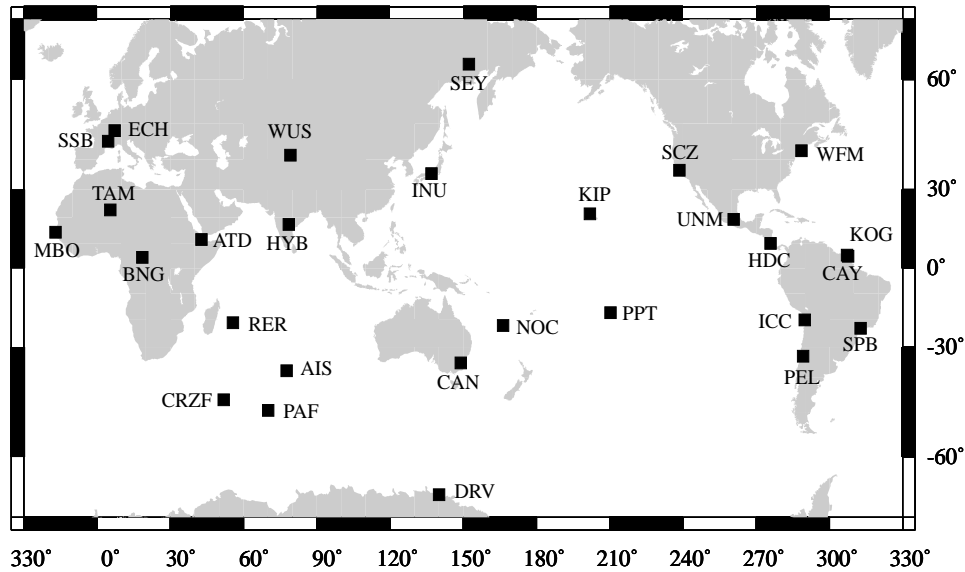 60°
SEY
ECH
SSB
WUS
SCZ
WFM
INU
30°
TAM
KIP
UNM
KOG
MBO
ATD
HYB
HDC
CAY
BNG
0°
PPT
RER
NOC
ICC
SPB
-30°
AIS
CAN
PEL
CRZF
PAF
-60°
DRV
330° 0° 30° 60° 90° 120° 150° 180° 210° 240° 270° 300° 330°